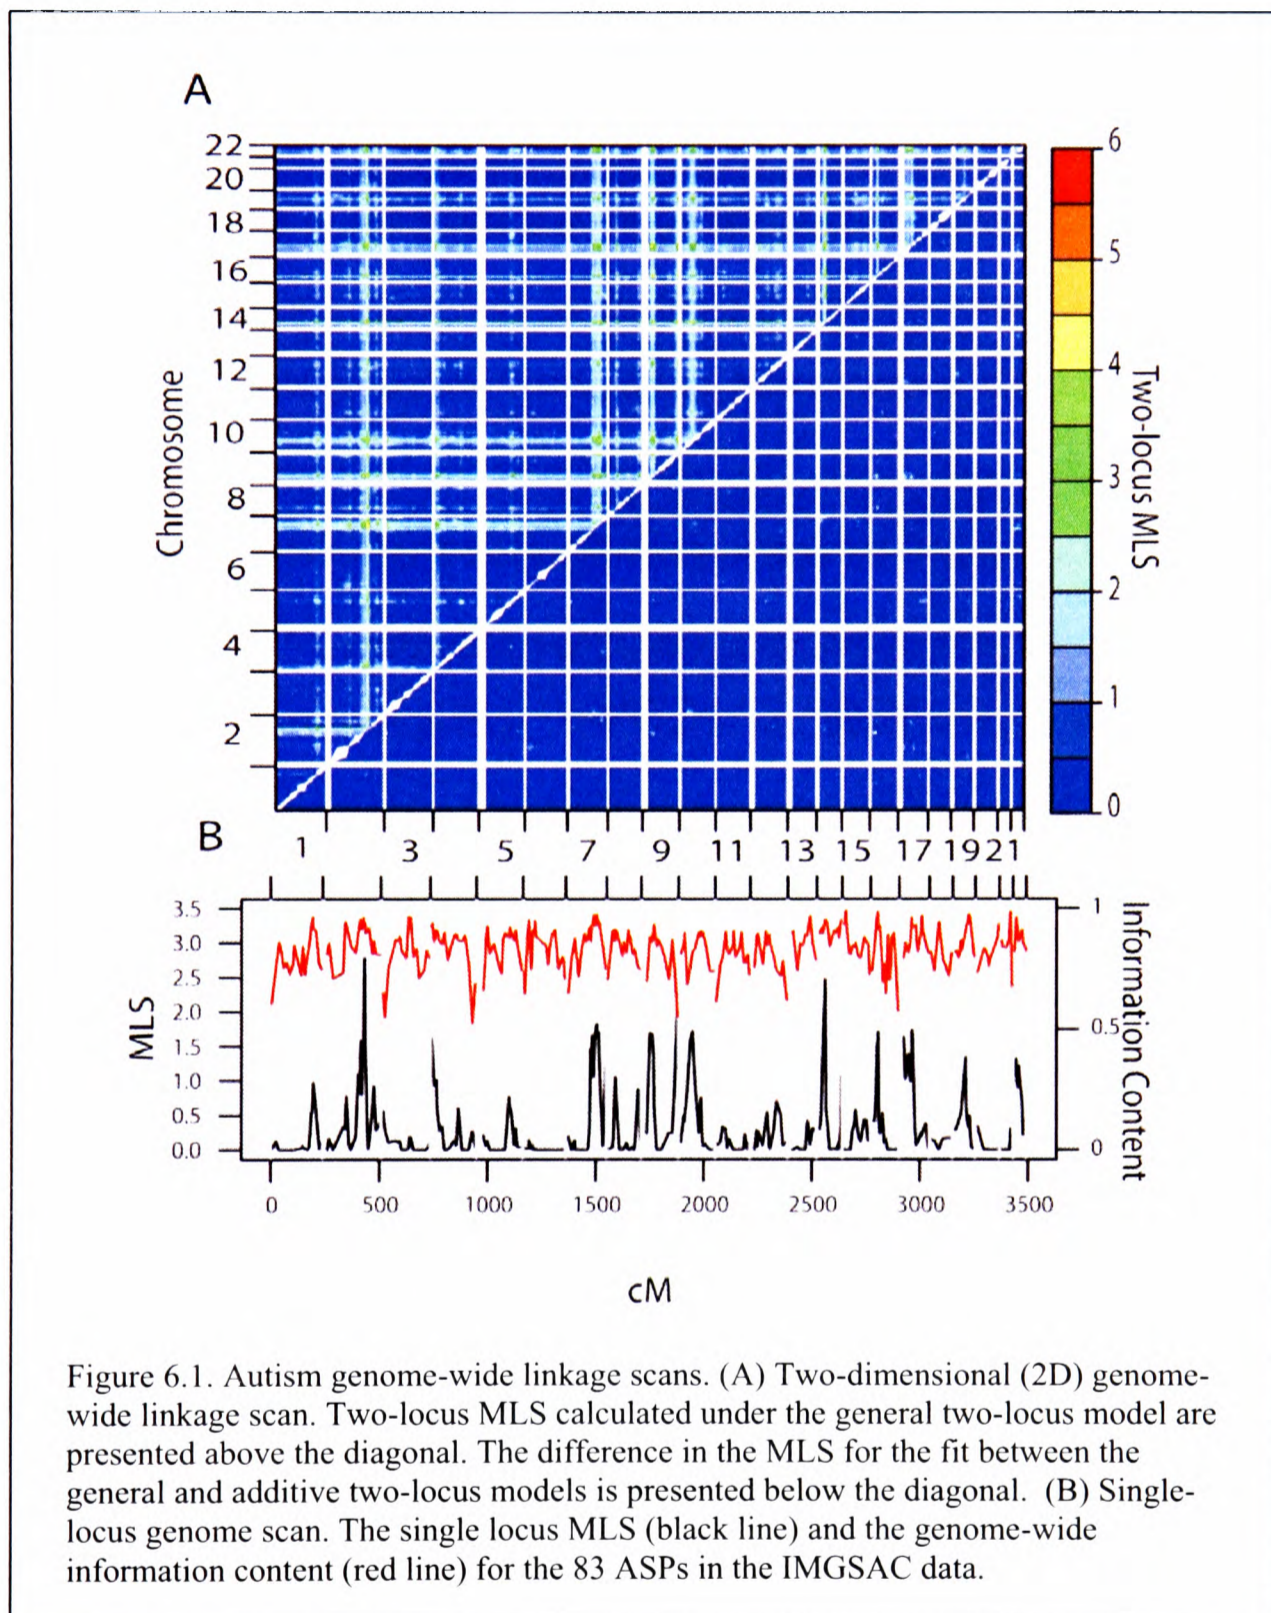 A
22
20
18
16
14
12
10
8
6
4
2
Chromosome
6
5
4
3
2
1
0
Two-locus MLS
B
1 3 5 7 9 11 13 15 17 19 21
3.5
3.0
2.5
2.0
1.5
1.0
0.5
0.0
MLS
1
0.5
0
Information Content
0 500 1000 1500 2000 2500 3000 3500
cM
Figure 6.1. Autism genome-wide linkage scans. (A) Two-dimensional (2D) genome-
wide linkage scan. Two-locus MLS calculated under the general two-locus model are
presented above the diagonal. The difference in the MLS for the fit between the
general and additive two-locus models is presented below the diagonal. (B) Single-
locus genome scan. The single locus MLS (black line) and the genome-wide
information content (red line) for the 83 ASPs in the IMGSAC data.